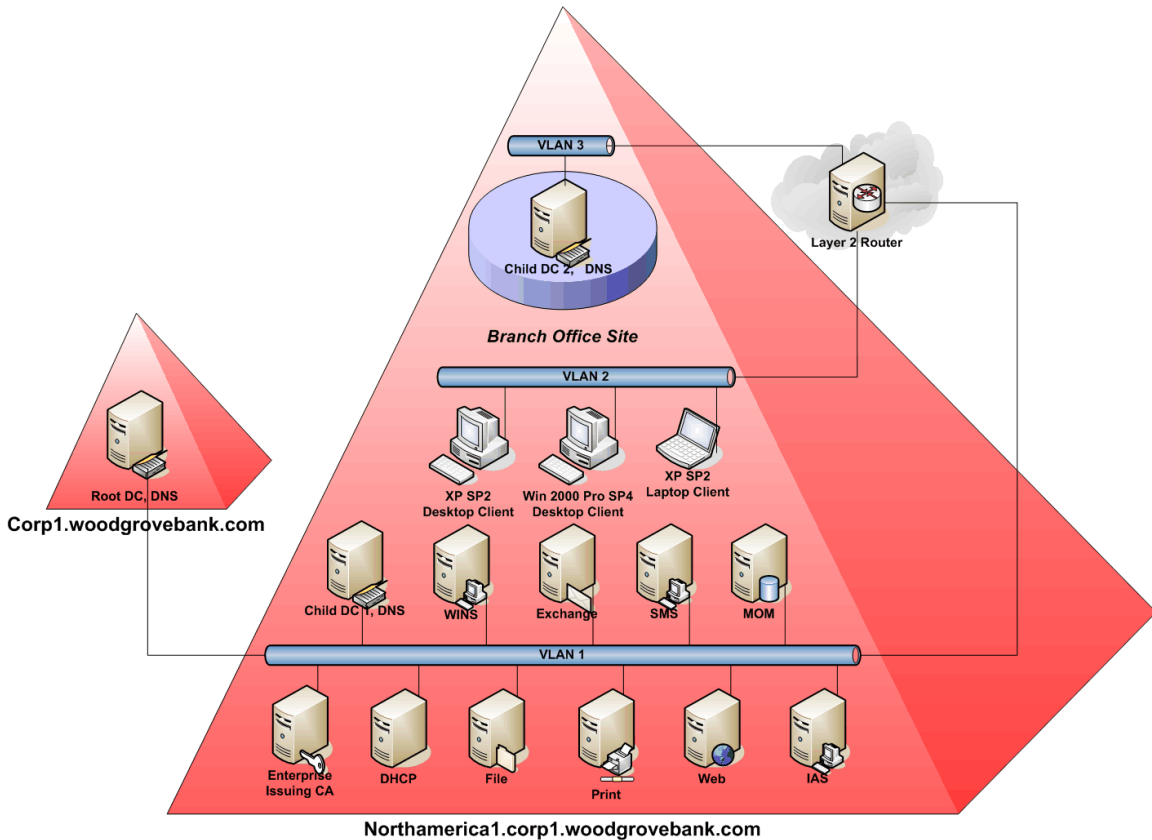 VLAN 3
Layer 2 Router
Child DC 2, DNS
Branch Office Site
VLAN 2
XP SP2
Desktop Client
Win 2000 Pro SP4
Desktop Client
XP SP2
Laptop Client
Root DC, DNS
Corp1.woodgrovebank.com
Child DC 1, DNS
WINS
Exchange
SMS
MOM
VLAN 1
Enterprise
Issuing CA
DHCP
File
Print
Web
IAS
Northamerica1.corp1.woodgrovebank.com